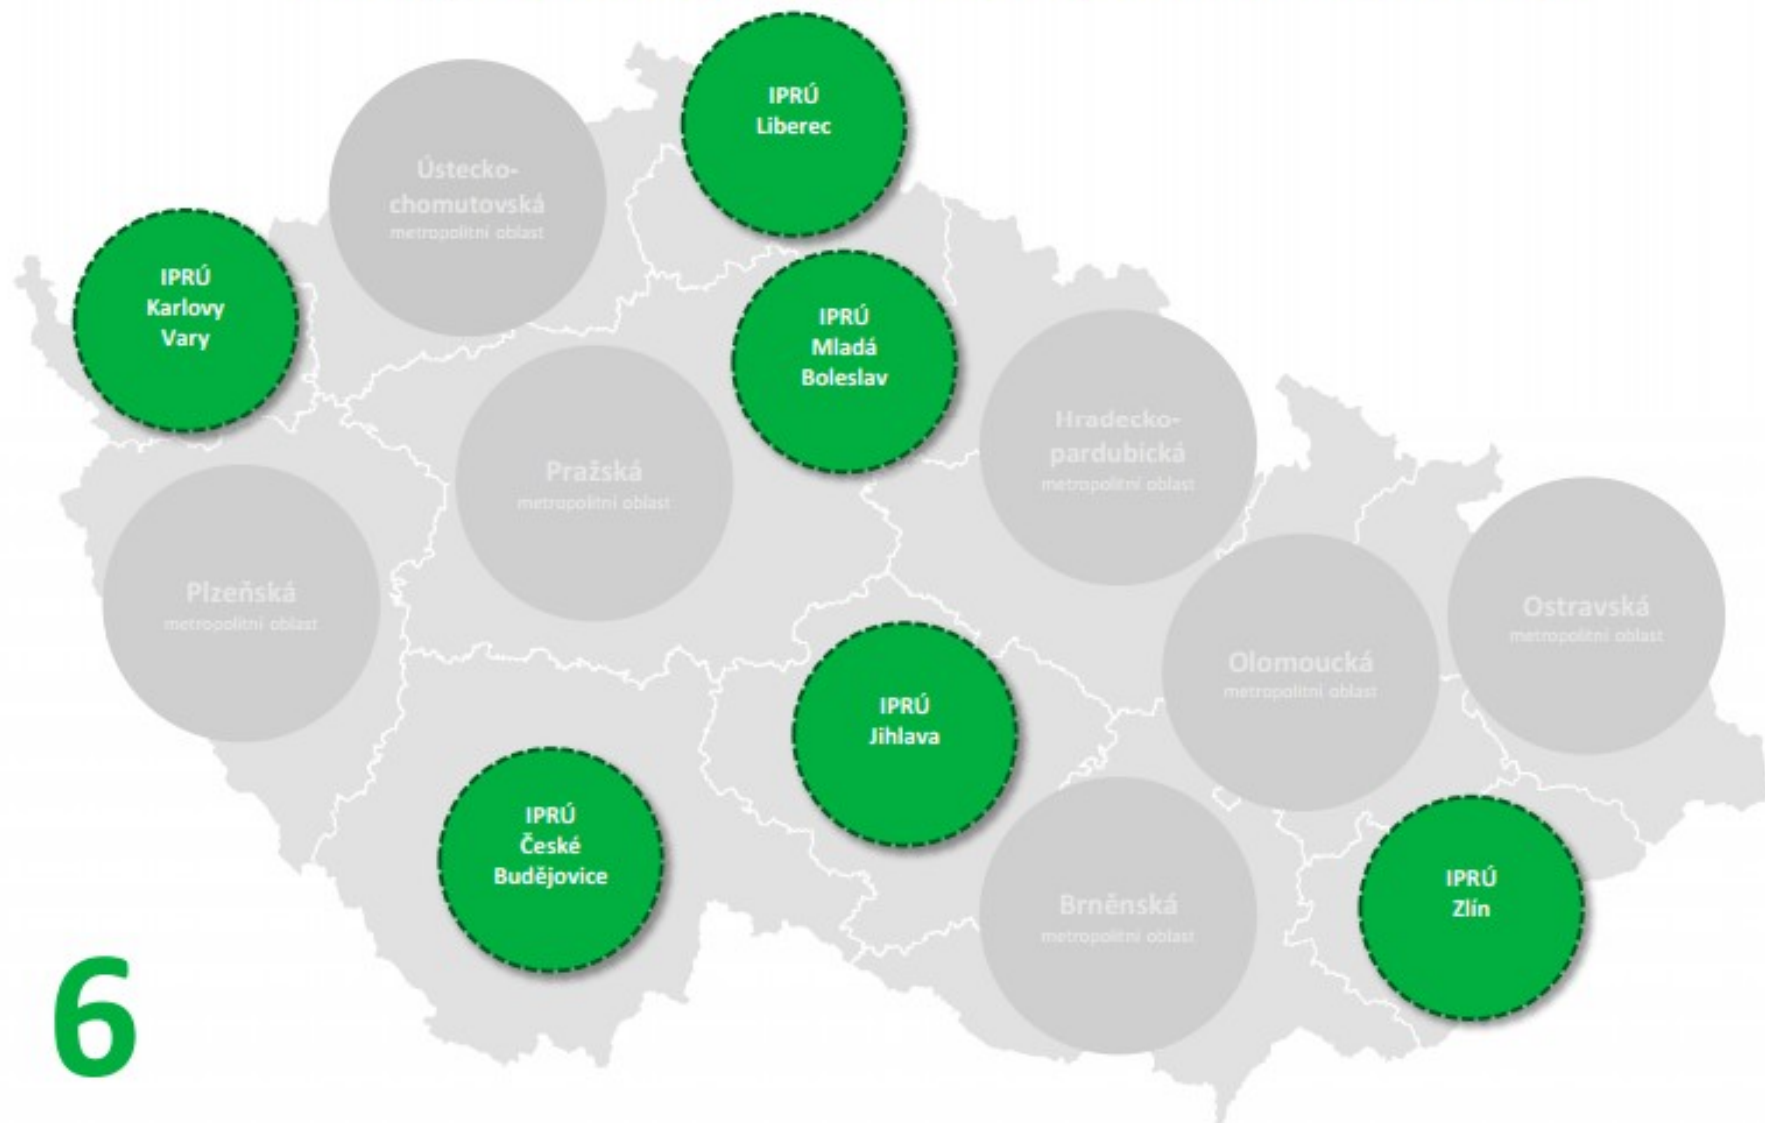 IPRÚ
Liberec
Ústecko-
chomutovská
metropolitní oblast
IPRÚ
Karlovy
Vary
IPRÚ
Mladá
Boleslav
Hradecko-
pardubická
metropolitní oblast
Pražská
metropolitní oblast
Plzeňská
metropolitní oblast
Ostravská
metropolitní oblast
Olomoucká
metropolitní oblast
IPRÚ
Jihlava
IPRÚ
České
Budějovice
IPRÚ
Zlín
Brněnská
metropolitní oblast
6